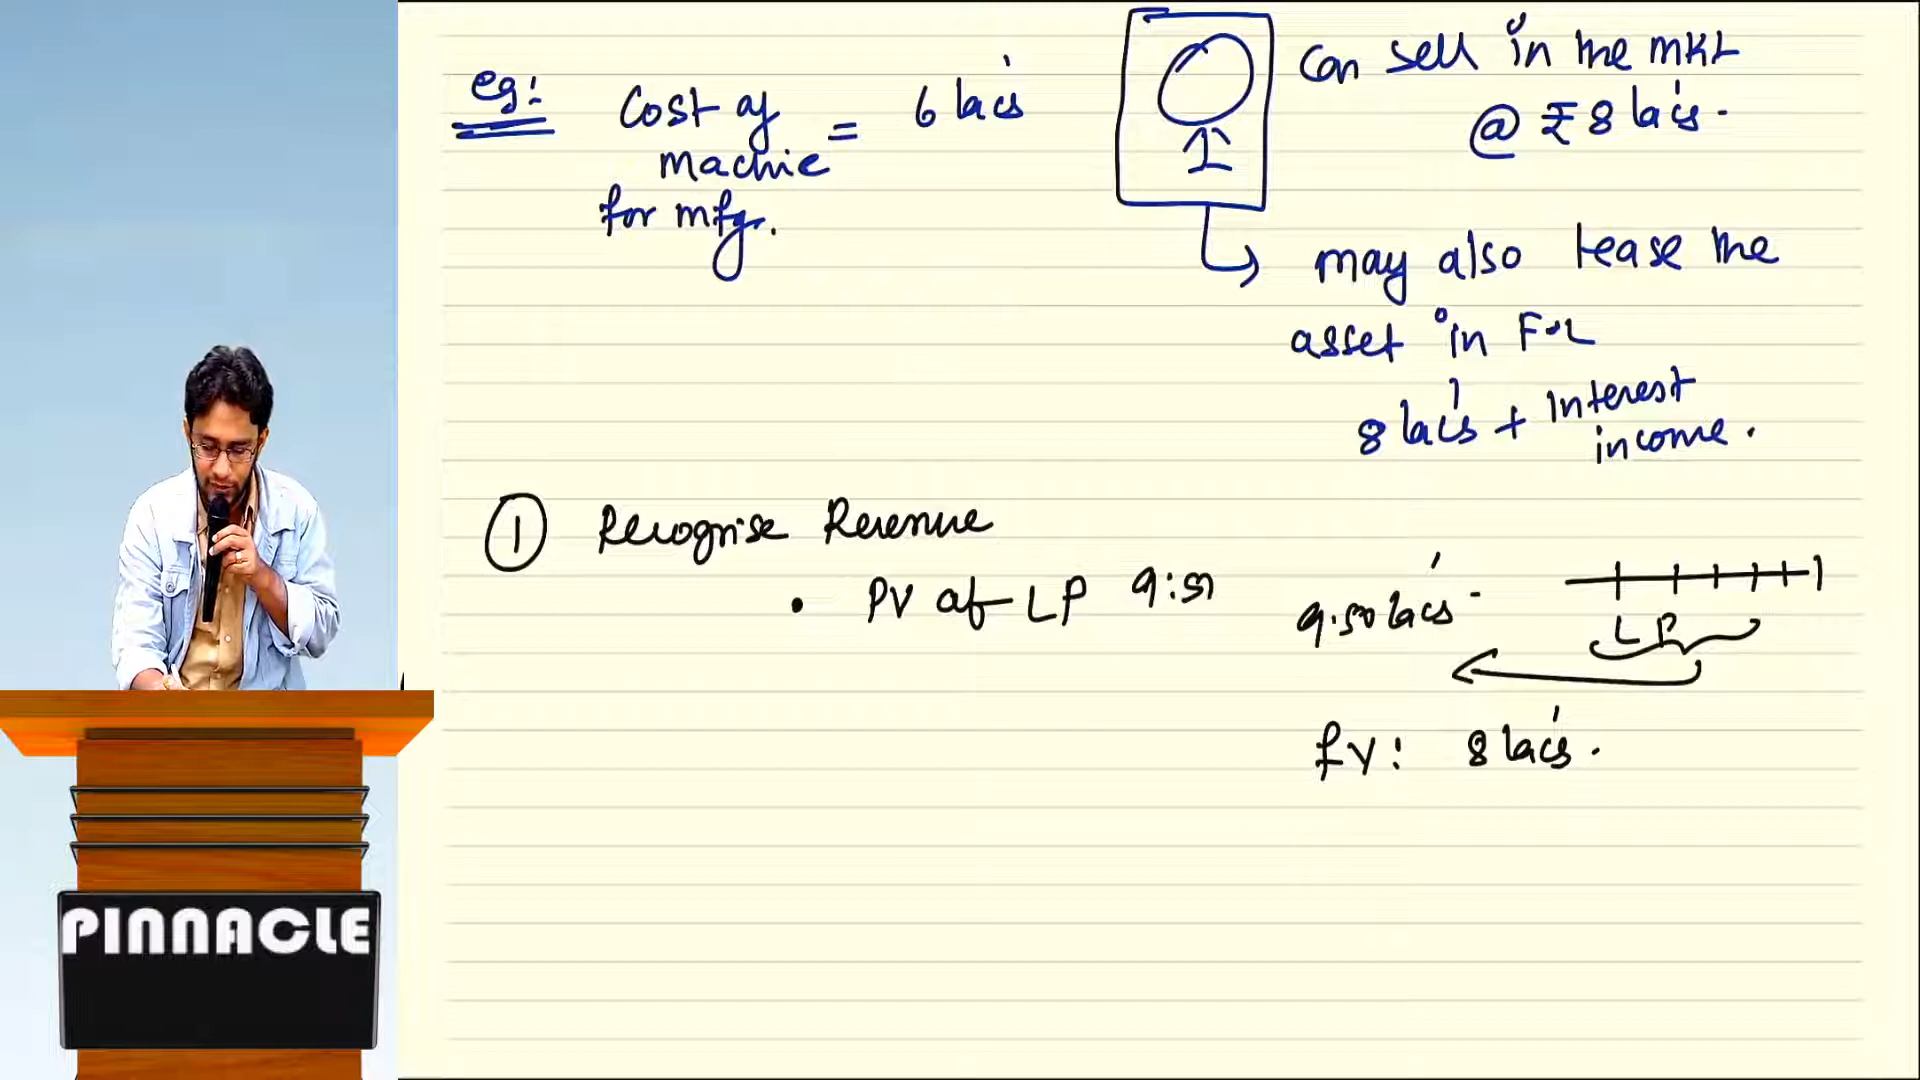 eg:
Cost of = 6 lacs
machie
for mfg.
I
Can sell in the mkt
@ ₹ 8 lacs.
may also lease the
asset in F.L
8 lacs + Interest
income.
① Recognise Revenue
• PV of LP 9.5
9.50 lacs
LP
FV: 8 lacs.
PINNACLE